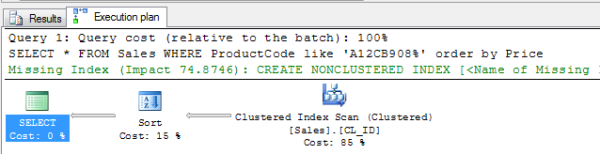 Results Execution plan
Query 1: Query cost (relative to the batch): 100%
SELECT * FROM Sales WHERE ProductCode like 'A12CB908%' order by Price
Missing Index (Impact 74.8746): CREATE NONCLUSTERED INDEX [<Name of Missing
SELECT
Cost: 0 %
Sort
Cost: 15 %
Clustered Index Scan (Clustered)
[Sales].[CL_ID]
Cost: 85 %